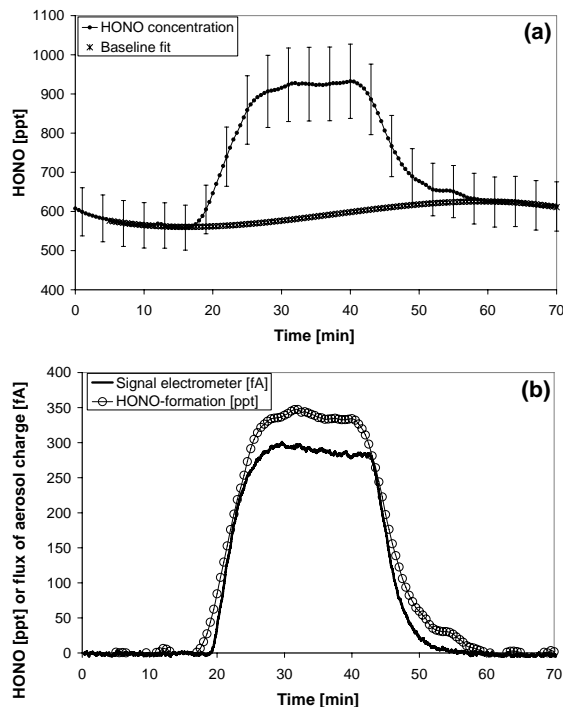 (a)
HONO concentration
Baseline fit
HONO [ppt]
1100
1000
900
800
700
600
500
400
0 10 20 30 40 50 60 70
Time [min]
(b)
Signal electrometer [fA]
HONO-formation [ppt]
HONO [ppt] or flux of aerosol charge [fA]
400
350
300
250
200
150
100
50
0
0 10 20 30 40 50 60 70
Time [min]